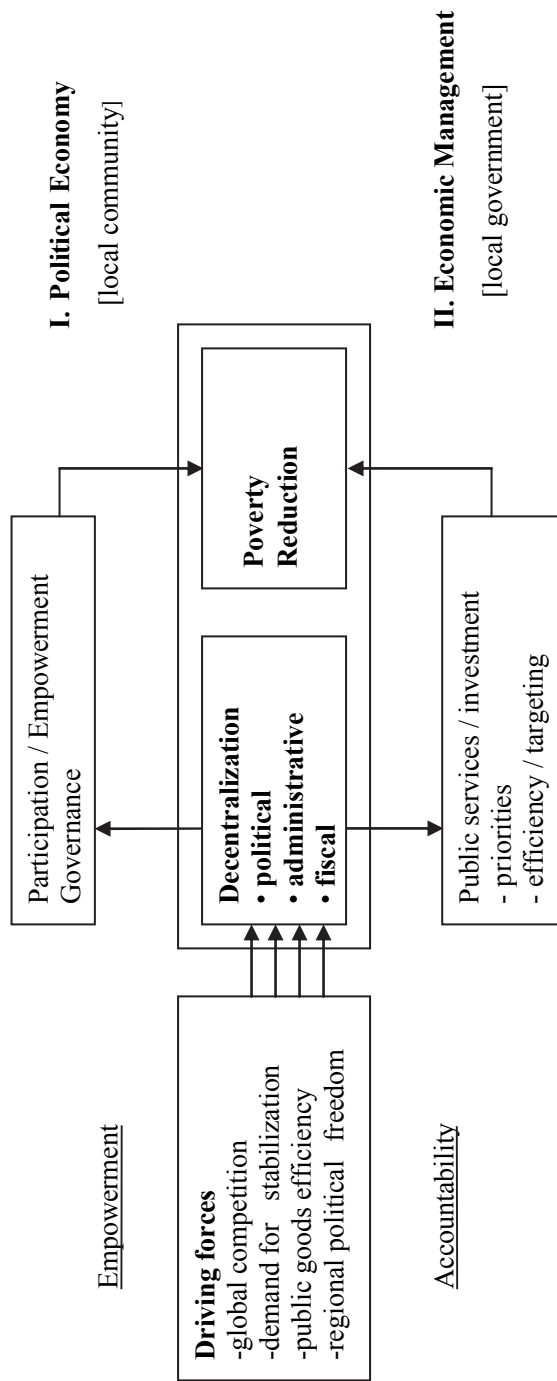 Empowerment
Participation / Empowerment
Governance
I. Political Economy
[local community]
Driving forces
-global competition
-demand for stabilization
-public goods efficiency
-regional political freedom
Decentralization
• political
• administrative
• fiscal
Poverty
Reduction
Accountability
Public services / investment
- priorities
- efficiency / targeting
II. Economic Management
[local government]